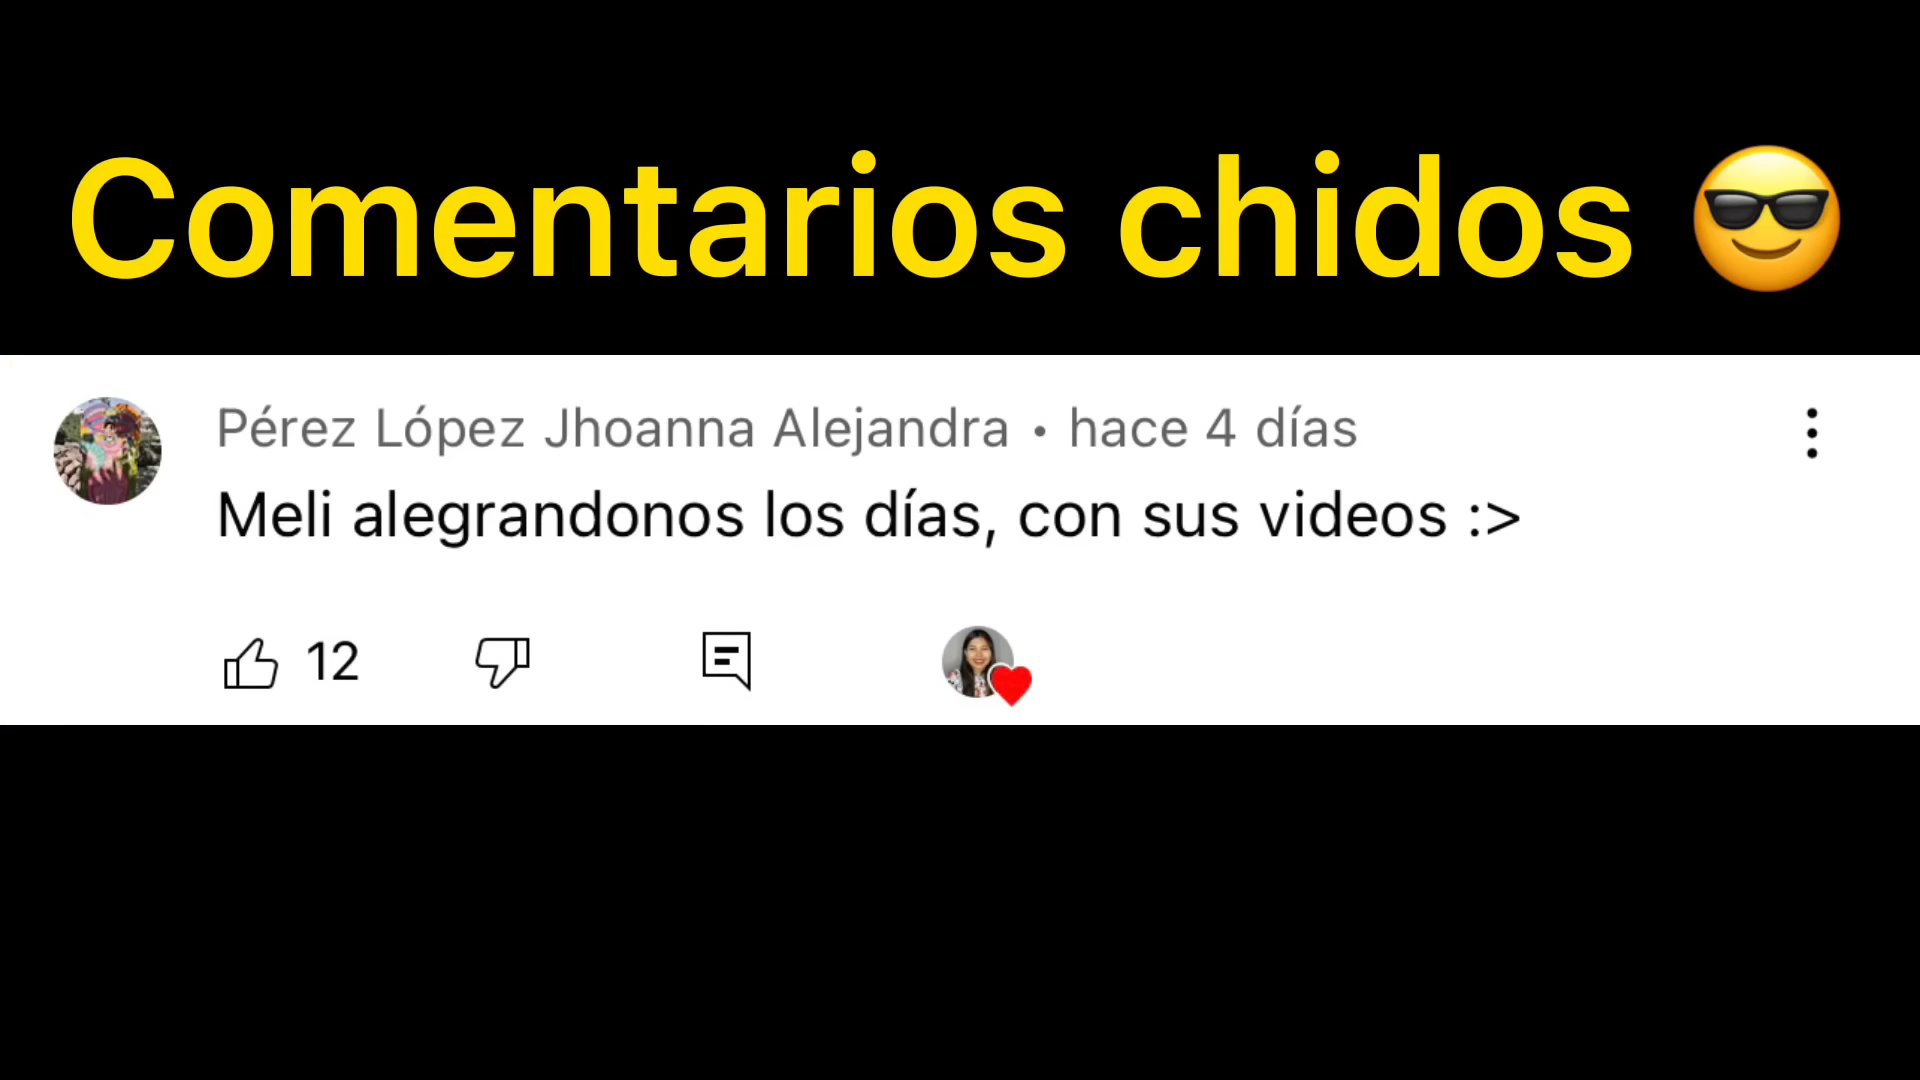 Comentarios chidos 😎
Pérez López Jhoanna Alejandra • hace 4 días
Meli alegrandonos los días, con sus videos :>
12